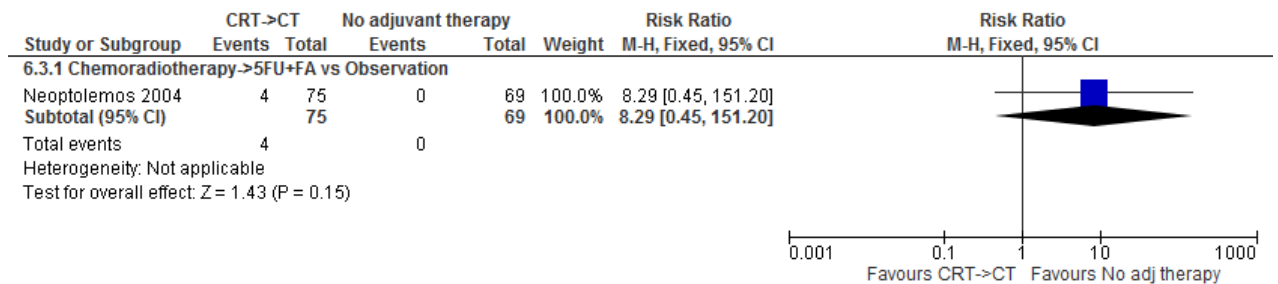 CRT->CT No adjuvant therapy Risk Ratio Risk Ratio
Study or Subgroup Events Total Events Total Weight M-H, Fixed, 95% CI M-H, Fixed, 95% CI
6.3.1 Chemoradiotherapy->5FU+FA vs Observation
Neoptolemos 2004 4 75 0 69 100.0% 8.29 [0.45, 151.20]
Subtotal (95% CI) 75 69 100.0% 8.29 [0.45, 151.20]
Total events 4 0
Heterogeneity: Not applicable
Test for overall effect: Z = 1.43 (P = 0.15)
0.001 0.1 1 10 1000
Favours CRT->CT Favours No adj therapy